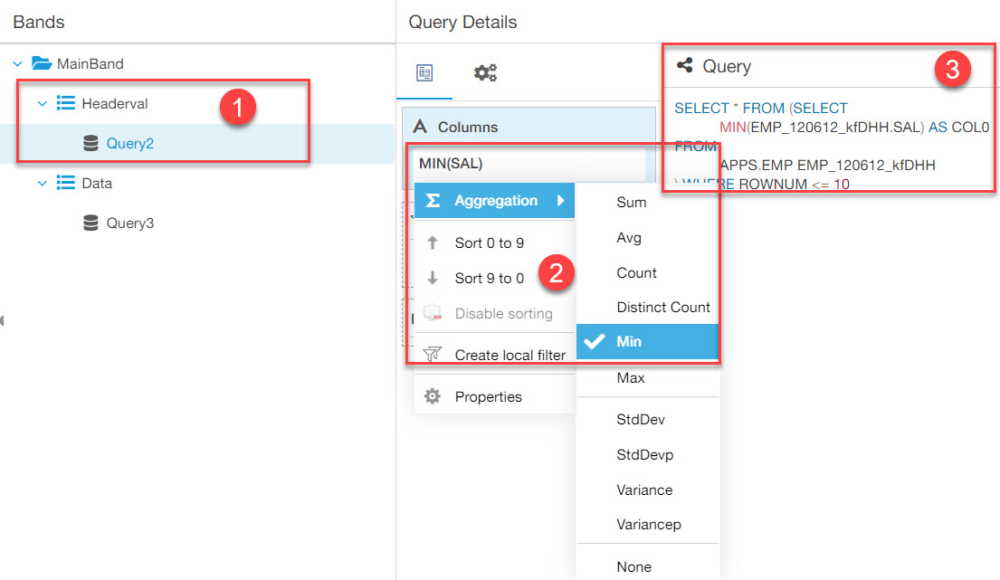 Bands
MainBand
Headerval
1
Query2
Data
Query3
Query Details
A Columns
MIN(SAL)
Σ Aggregation
Sort 0 to 9
Sort 9 to 0
2
Disable sorting
Create local filter
Properties
Sum
Avg
Count
Distinct Count
Min
Max
StdDev
StdDevp
Variance
Variancep
None
Query
3
SELECT * FROM (SELECT
MIN(EMP_120612_kfDHH.SAL) AS COL0
FROM
APPS.EMP EMP_120612_kfDHH
) WHERE ROWNUM <= 10